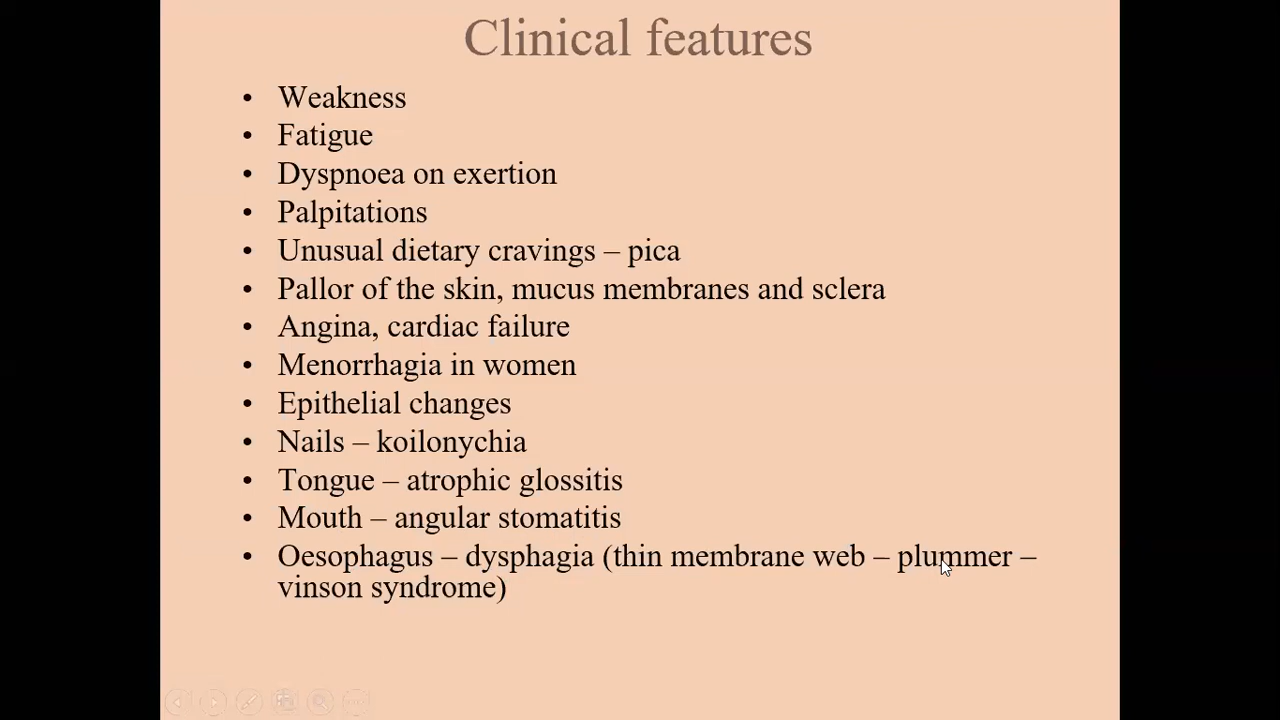 Clinical features
• Weakness
• Fatigue
• Dyspnoea on exertion
• Palpitations
• Unusual dietary cravings – pica
• Pallor of the skin, mucus membranes and sclera
• Angina, cardiac failure
• Menorrhagia in women
• Epithelial changes
• Nails – koilonychia
• Tongue – atrophic glossitis
• Mouth – angular stomatitis
• Oesophagus – dysphagia (thin membrane web – plummer –
vinson syndrome)